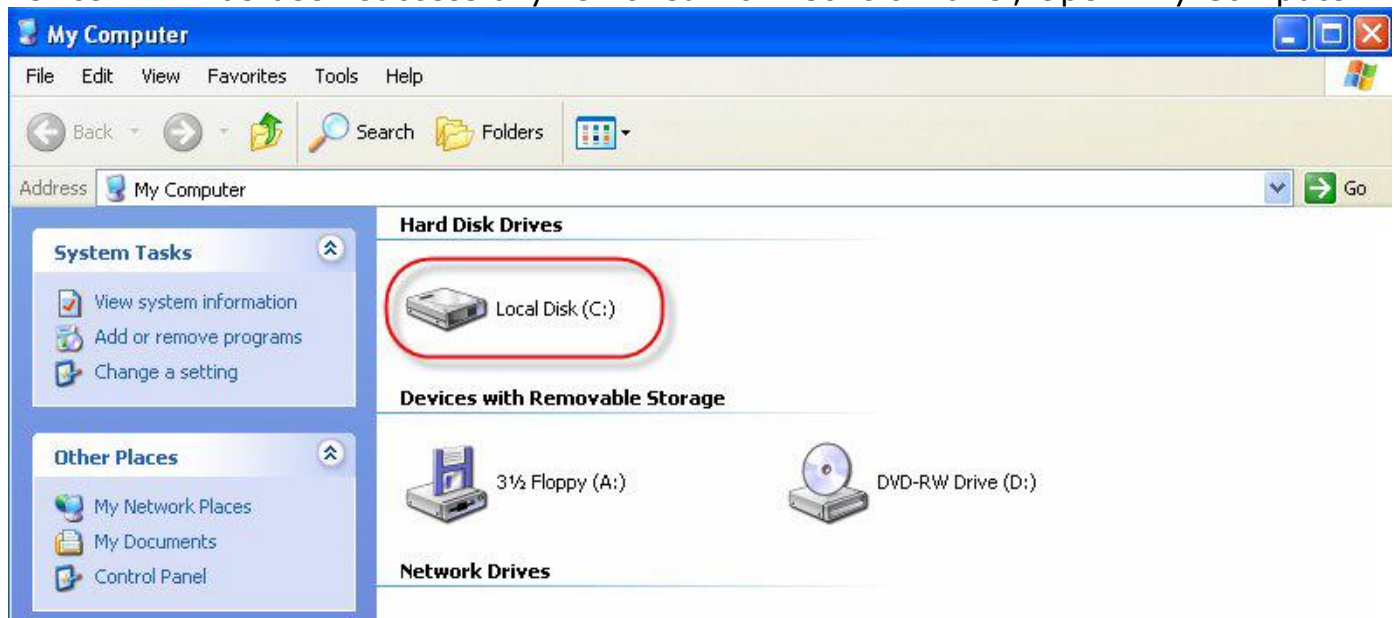 My Computer
File Edit View Favorites Tools Help
Back Search Folders
Address My Computer Go
Hard Disk Drives
System Tasks
Local Disk (C:)
View system information
Add or remove programs
Change a setting
Devices with Removable Storage
Other Places
3½ Floppy (A:) DVD-RW Drive (D:)
My Network Places
My Documents
Control Panel
Network Drives